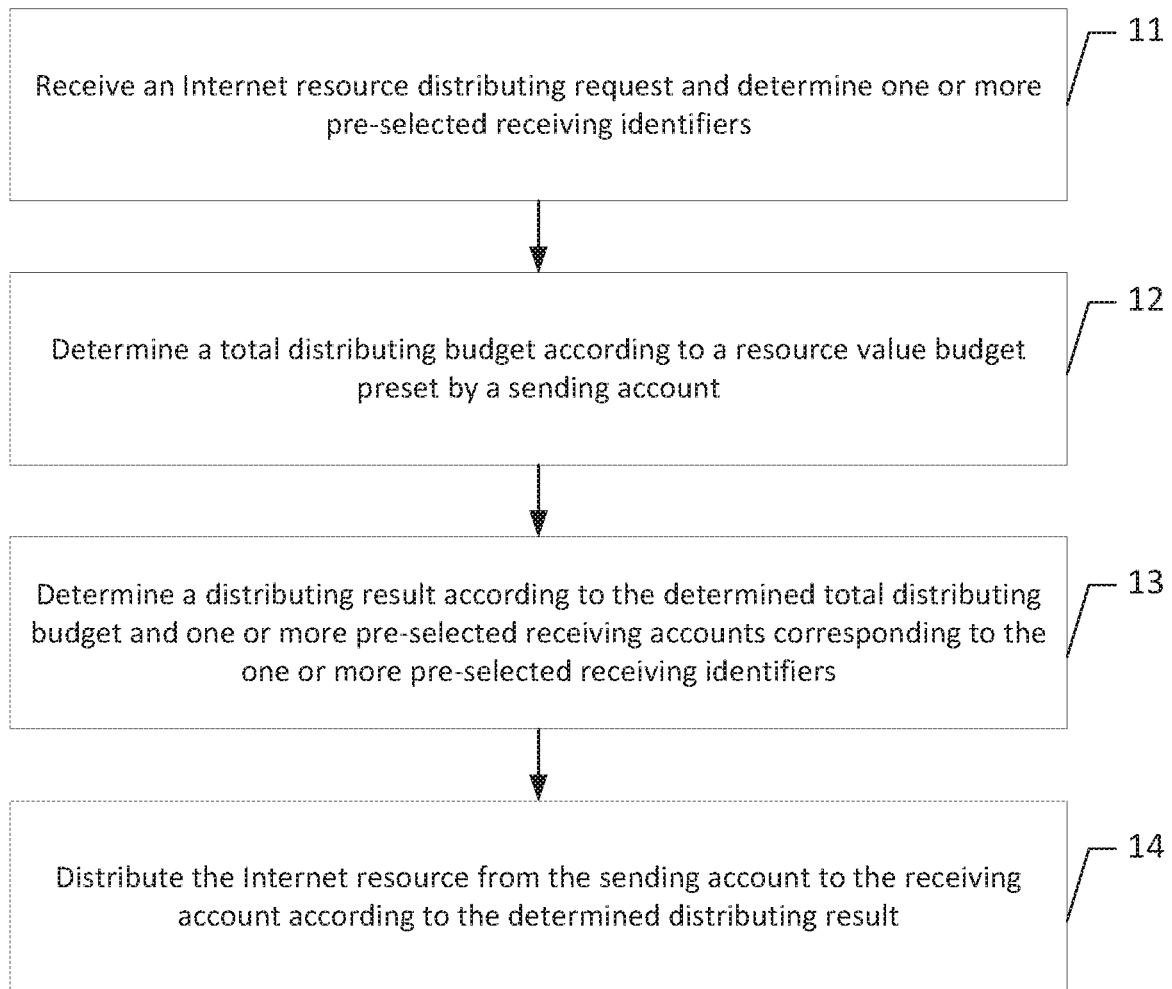 11
Receive an Internet resource distributing request and determine one or more
pre-selected receiving identifiers
12
Determine a total distributing budget according to a resource value budget
preset by a sending account
13
Determine a distributing result according to the determined total distributing
budget and one or more pre-selected receiving accounts corresponding to the
one or more pre-selected receiving identifiers
14
Distribute the Internet resource from the sending account to the receiving
account according to the determined distributing result